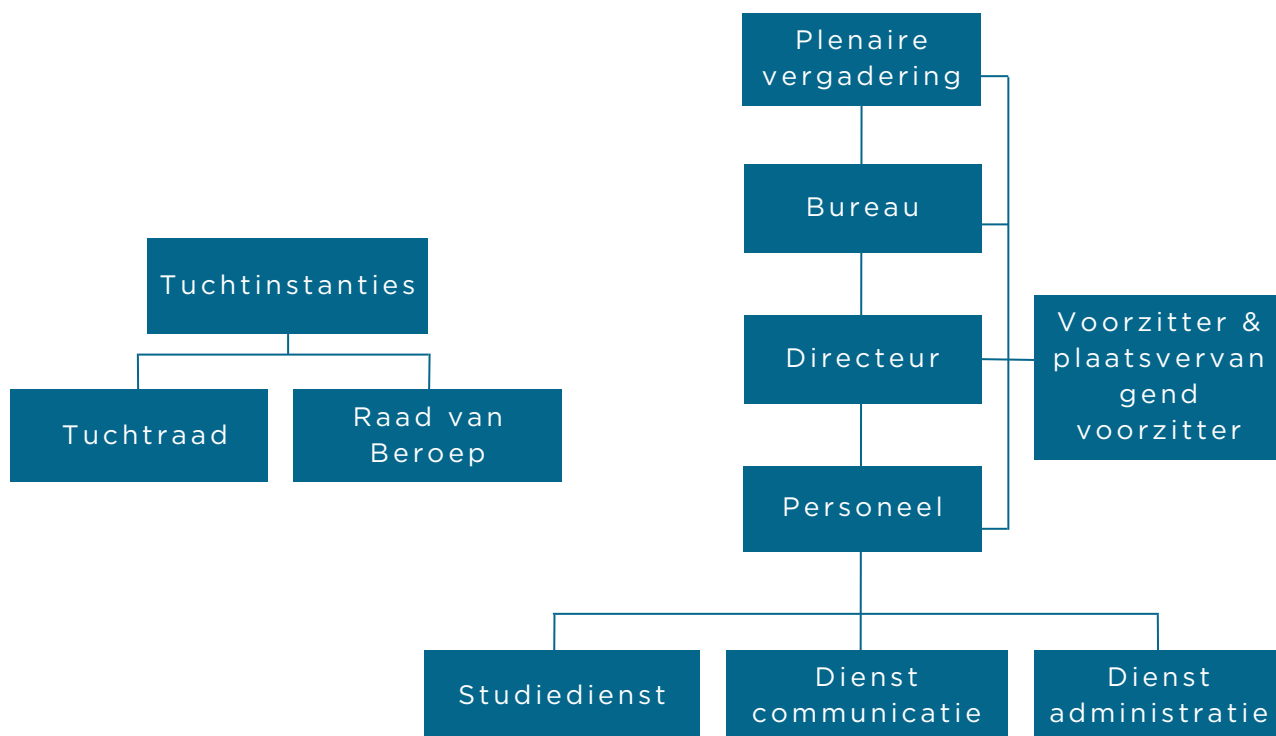 Plenaire
vergadering
Bureau
Tuchtinstanties
Directeur
Voorzitter &
plaatsvervan
gend
voorzitter
Tuchtraad
Raad van
Beroep
Personeel
Studiedienst
Dienst
communicatie
Dienst
administratie